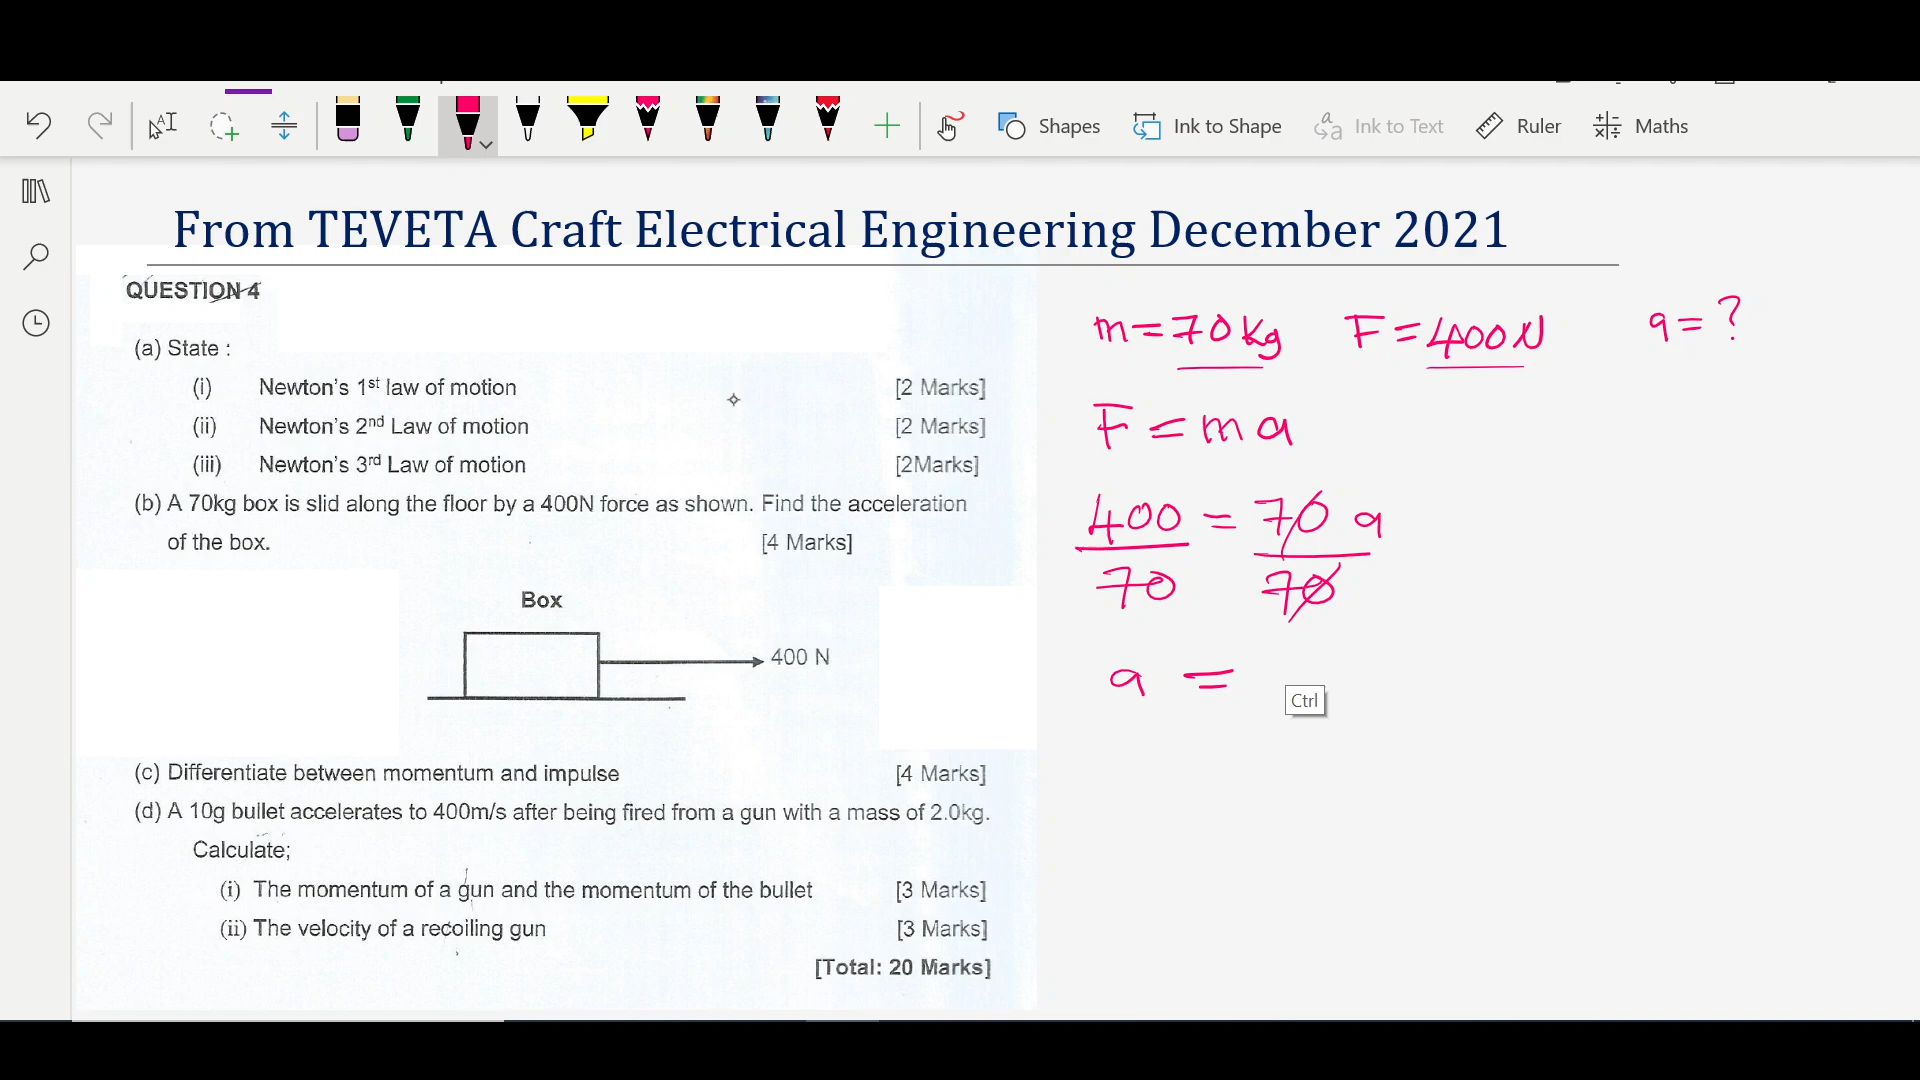 Shapes Ink to Shape Ink to Text Ruler Maths
From TEVETA Craft Electrical Engineering December 2021
QUESTION 4
(a) State :
(i) Newton's 1st law of motion [2 Marks]
(ii) Newton's 2nd Law of motion [2 Marks]
(iii) Newton's 3rd Law of motion [2Marks]
(b) A 70kg box is slid along the floor by a 400N force as shown. Find the acceleration
of the box. [4 Marks]
Box
400 N
(c) Differentiate between momentum and impulse [4 Marks]
(d) A 10g bullet accelerates to 400m/s after being fired from a gun with a mass of 2.0kg.
Calculate;
(i) The momentum of a gun and the momentum of the bullet [3 Marks]
(ii) The velocity of a recoiling gun [3 Marks]
[Total: 20 Marks]
m = 70kg F = 400N a = ?
F = m a
400 = 70 a
70 70
a =
Ctrl